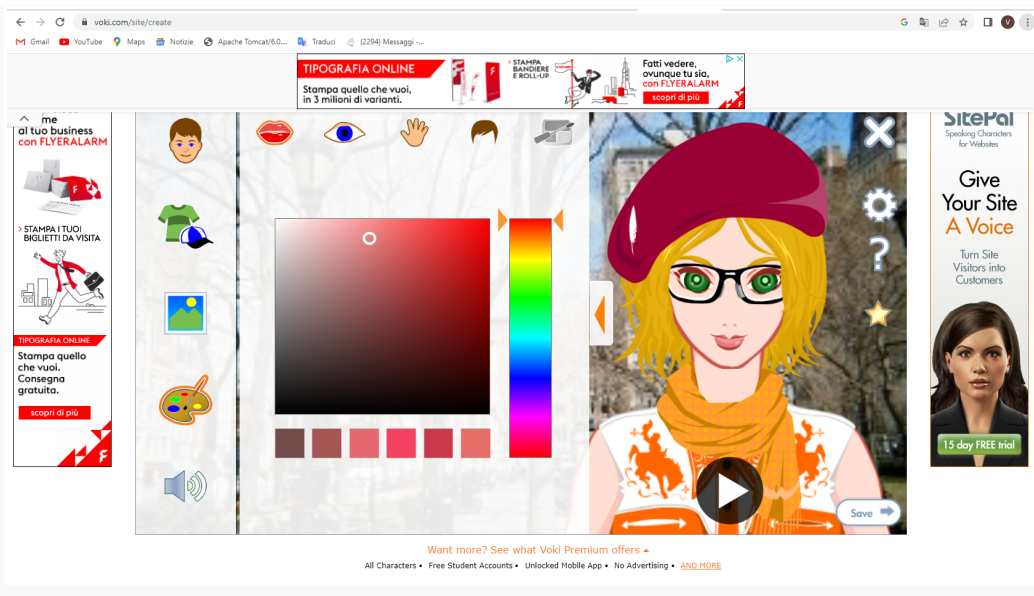 voki.com/site/create
G
V
Gmail
YouTube
Maps
Notizie
Apache Tomcat/6.0....
Traduci
(2294) Messaggi -...
TIPOGRAFIA ONLINE
Stampa quello che vuoi,
in 3 milioni di varianti.
> STAMPA
BANDIERE
E ROLL-UP
Fatti vedere,
ovunque tu sia,
con FLYERALARM
scopri di più
me
al tuo business
con FLYERALARM
> STAMPA I TUOI
BIGLIETTI DA VISITA
TIPOGRAFIA ONLINE
Stampa quello
che vuoi.
Consegna
gratuita.
scopri di più
?
Save
SitePal
Speaking Characters
for Websites
Give
Your Site
A Voice
Turn Site
Visitors into
Customers
15 day FREE trial
Want more? See what Voki Premium offers
All Characters • Free Student Accounts • Unlocked Mobile App • No Advertising • AND MORE